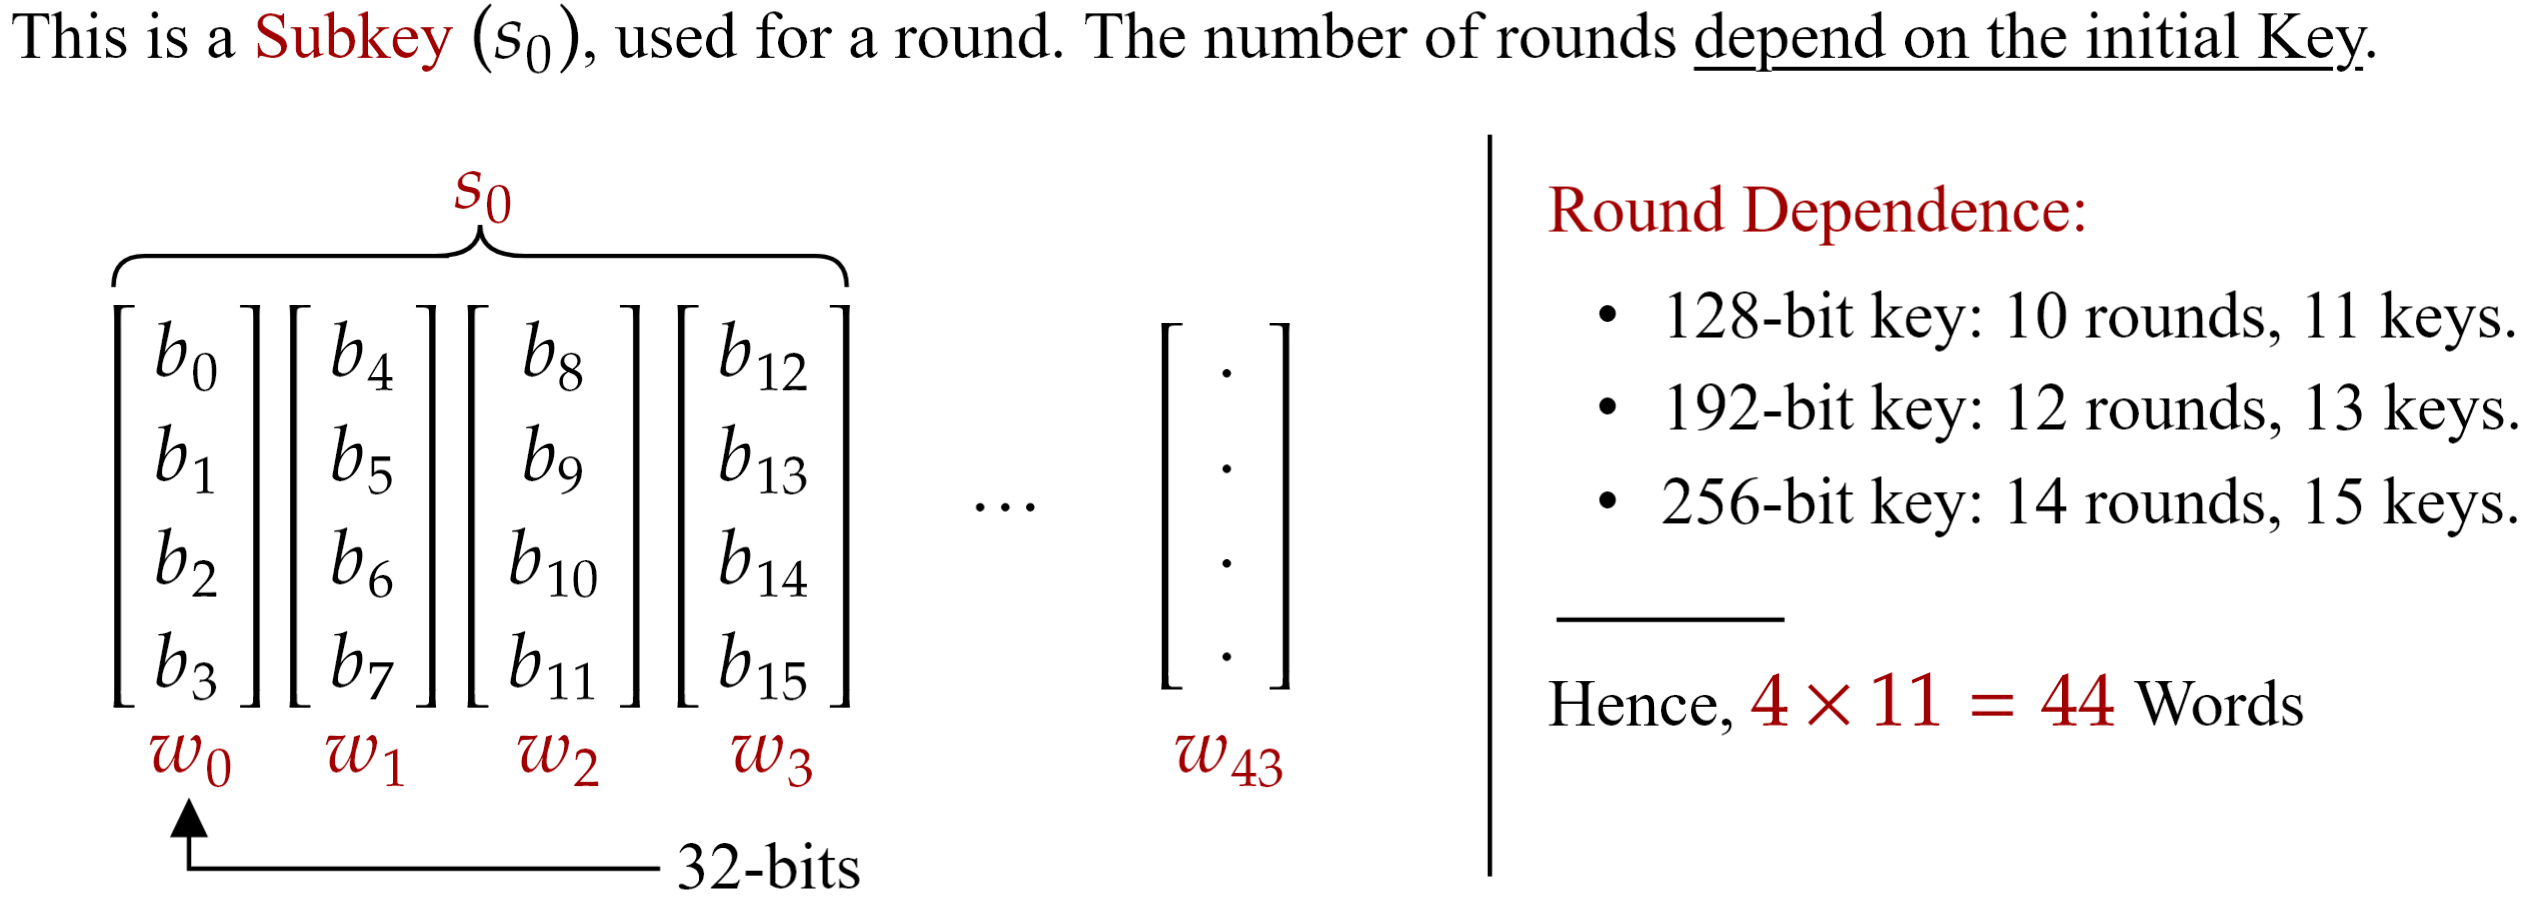 This is a Subkey (s₀), used for a round. The number of rounds depend on the initial Key.
s₀
b₀ b₄ b₈ b₁₂ .
b₁ b₅ b₉ b₁₃ .
… 
b₂ b₆ b₁₀ b₁₄ .
b₃ b₇ b₁₁ b₁₅ .
w₀ w₁ w₂ w₃ w₄₃
32-bits
Round Dependence:
• 128-bit key: 10 rounds, 11 keys.
• 192-bit key: 12 rounds, 13 keys.
• 256-bit key: 14 rounds, 15 keys.
Hence, 4 × 11 = 44 Words